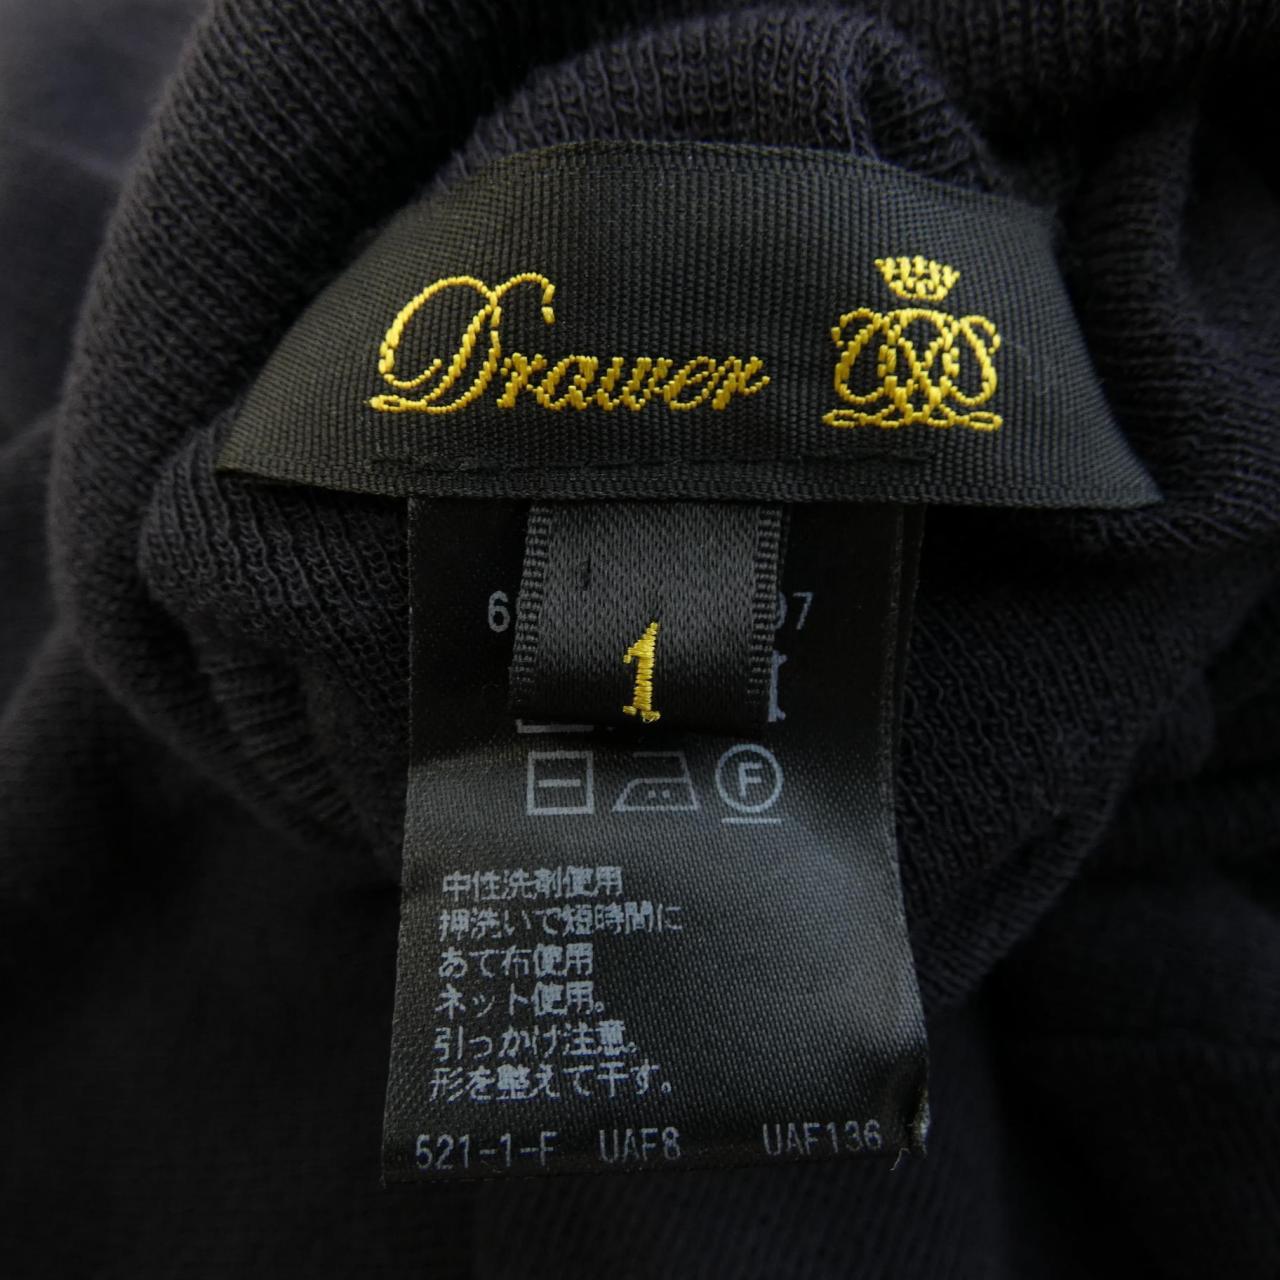 Drawer
1
F
中性洗剤使用
押洗いで短時間に
あて布使用
ネット使用。
引っかけ注意。
形を整えて干す。
521-1-F UAF8 UAF136